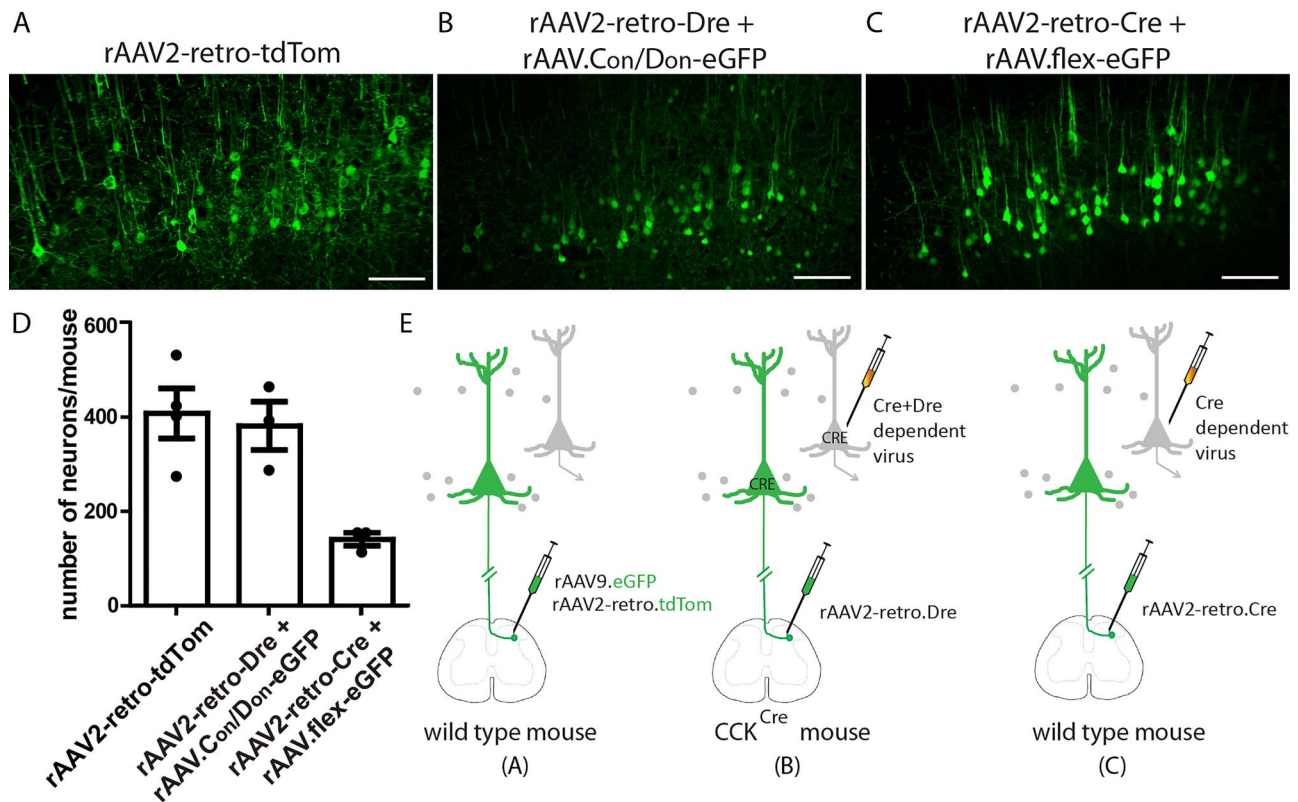 A
rAAV2-retro-tdTom
B
rAAV2-retro-Dre +
rAAV.Con/Don-eGFP
C
rAAV2-retro-Cre +
rAAV.flex-eGFP
D
number of neurons/mouse
600
400
200
0
rAAV2-retro-tdTom
rAAV2-retro-Dre +
rAAV.Con/Don-eGFP
rAAV2-retro-Cre +
rAAV.flex-eGFP
E
rAAV9.eGFP
rAAV2-retro.tdTom
wild type mouse
(A)
CRE
CRE
Cre+Dre
dependent
virus
rAAV2-retro.Dre
CCKCre mouse
(B)
Cre
dependent
virus
rAAV2-retro.Cre
wild type mouse
(C)